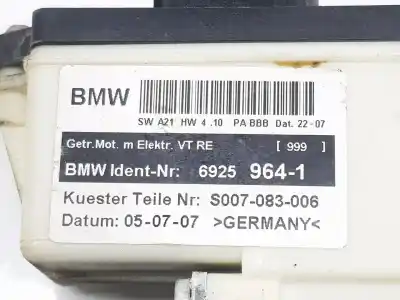 BMW
SW A21 HW 4..10 PA BBB Dat. 22-07
Getr.Mot. m Elektr. VT RE [ 999 ]
BMW Ident-Nr: 6925 964-1
Kuester Teile Nr: S007-083-006
Datum: 05-07-07 >GERMANY<